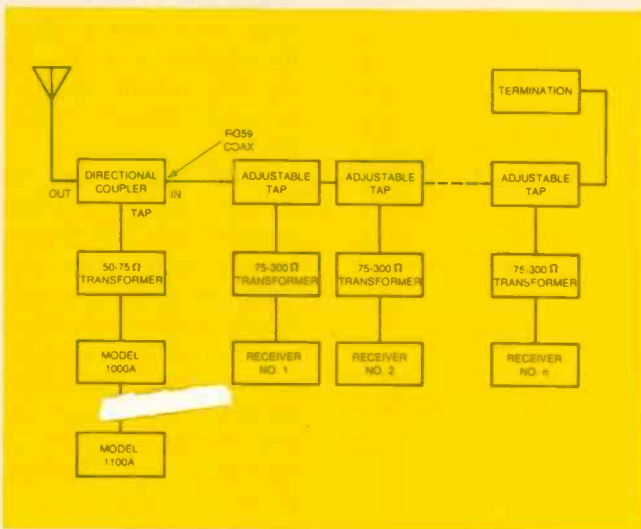 TERMINATION
RG59
COAX
OUT
DIRECTIONAL
COUPLER
IN
TAP
ADJUSTABLE
TAP
ADJUSTABLE
TAP
ADJUSTABLE
TAP
50-75 Ω
TRANSFORMER
75-300 Ω
TRANSFORMER
75-300 Ω
TRANSFORMER
75-300 Ω
TRANSFORMER
MODEL
1000A
RECEIVER
NO. 1
RECEIVER
NO. 2
RECEIVER
NO. n
MODEL
1100A